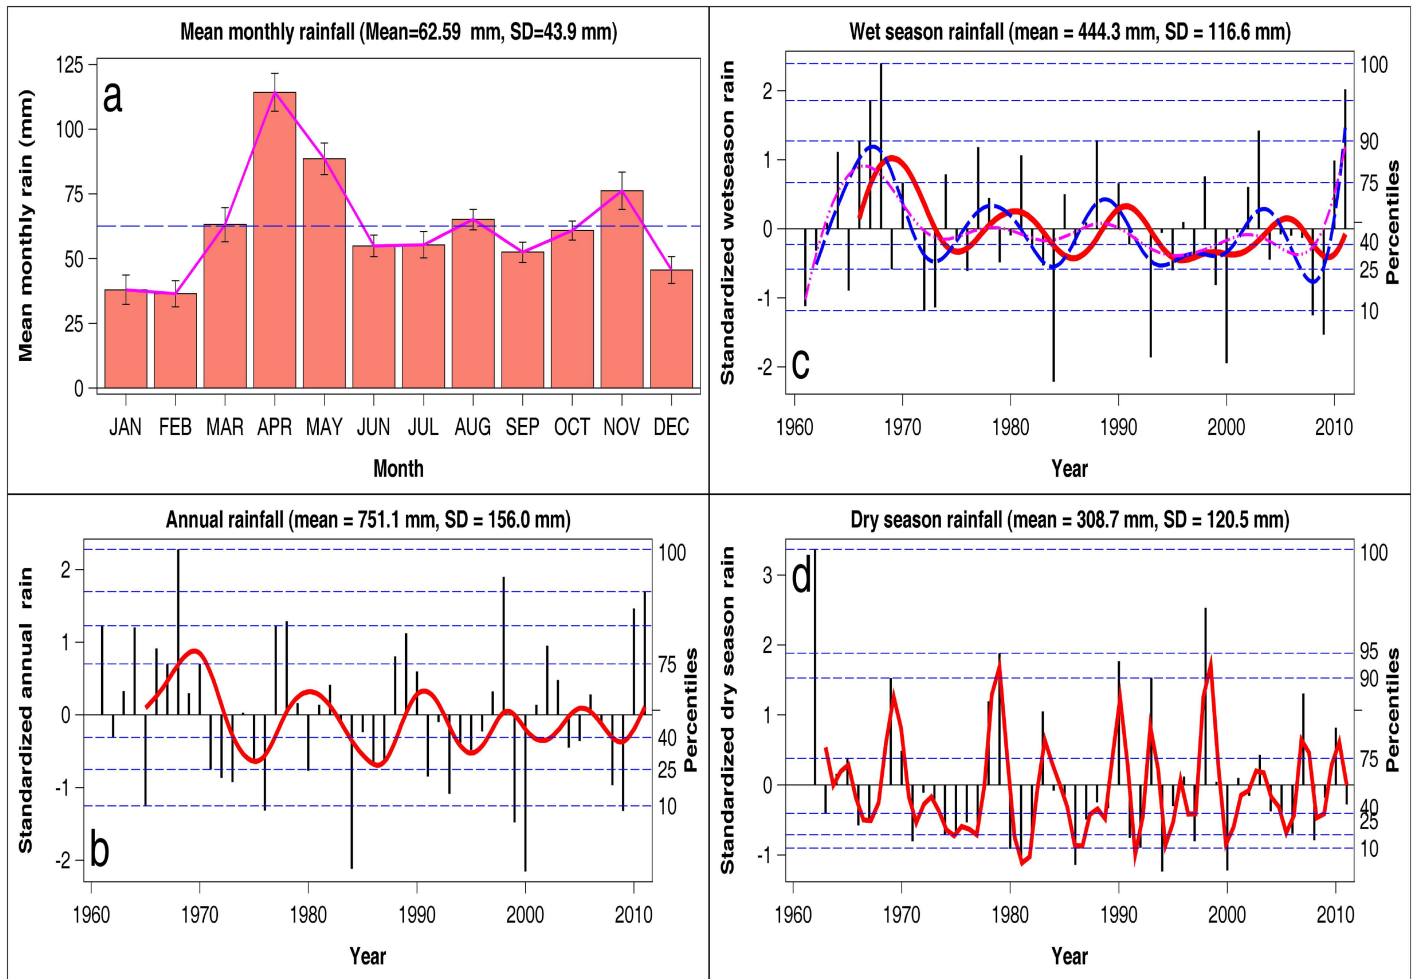 Mean monthly rainfall (Mean=62.59 mm, SD=43.9 mm)
a
Mean monthly rain (mm)
125
100
75
50
25
0
JAN FEB MAR APR MAY JUN JUL AUG SEP OCT NOV DEC
Month
Wet season rainfall (mean = 444.3 mm, SD = 116.6 mm)
c
Standardized wetseason rain
2
1
0
-1
-2
100
90
75
40
25
10
Percentiles
1960 1970 1980 1990 2000 2010
Year
Annual rainfall (mean = 751.1 mm, SD = 156.0 mm)
b
Standardized annual rain
2
1
0
-1
-2
100
75
40
25
10
Percentiles
1960 1970 1980 1990 2000 2010
Year
Dry season rainfall (mean = 308.7 mm, SD = 120.5 mm)
d
Standardized dry season rain
3
2
1
0
-1
100
95
90
75
40
25
10
Percentiles
1960 1970 1980 1990 2000 2010
Year